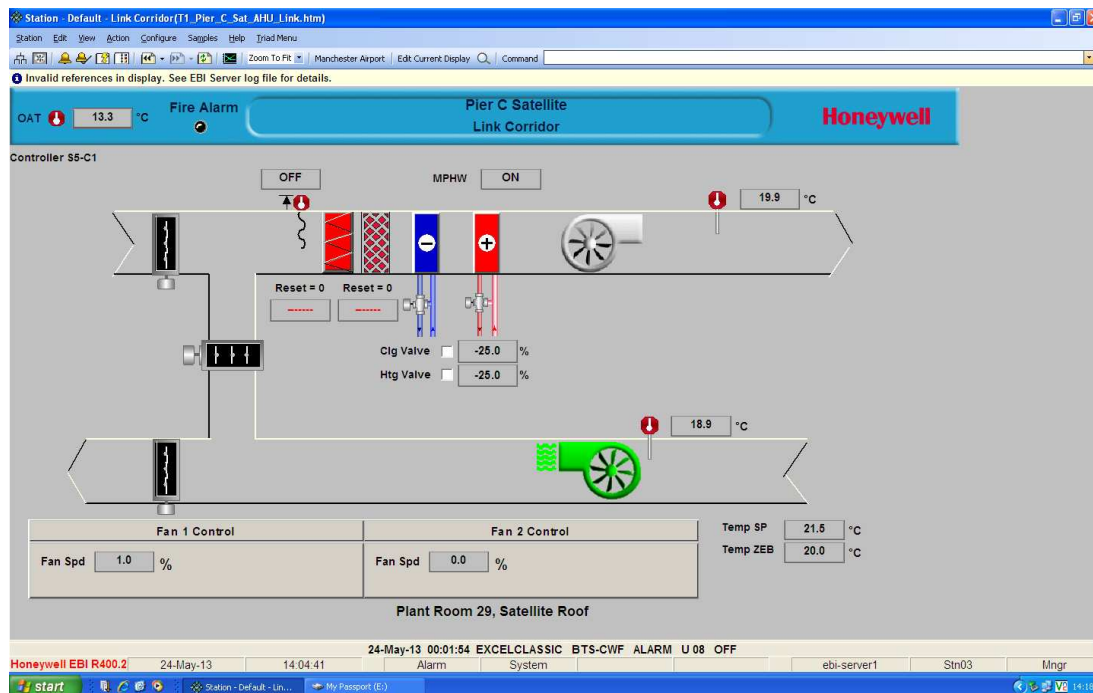 Station - Default - Link Corridor(T1_Pier_C_Sat_AHU_Link.htm)
Station Edit View Action Configure Samples Help Triad Menu
Zoom To Fit Manchester Airport Edit Current Display Command
Invalid references in display. See EBI Server log file for details.
OAT 13.3 °C Fire Alarm Pier C Satellite Honeywell
Link Corridor
Controller S5-C1
OFF MPHW ON
19.9 °C
Reset = 0 Reset = 0
------- -------
Clg Valve -25.0 %
Htg Valve -25.0 %
18.9 °C
Fan 1 Control Fan 2 Control
Fan Spd 1.0 % Fan Spd 0.0 %
Temp SP 21.5 °C
Temp ZEB 20.0 °C
Plant Room 29, Satellite Roof
24-May-13 00:01:54 EXCELCLASSIC BTS-CWF ALARM U 08 OFF
Honeywell EBI R400.2 24-May-13 14:04:41 Alarm System ebi-server1 Stn03 Mngr
start Station - Default - Lin... My Passport (E:) 14:18